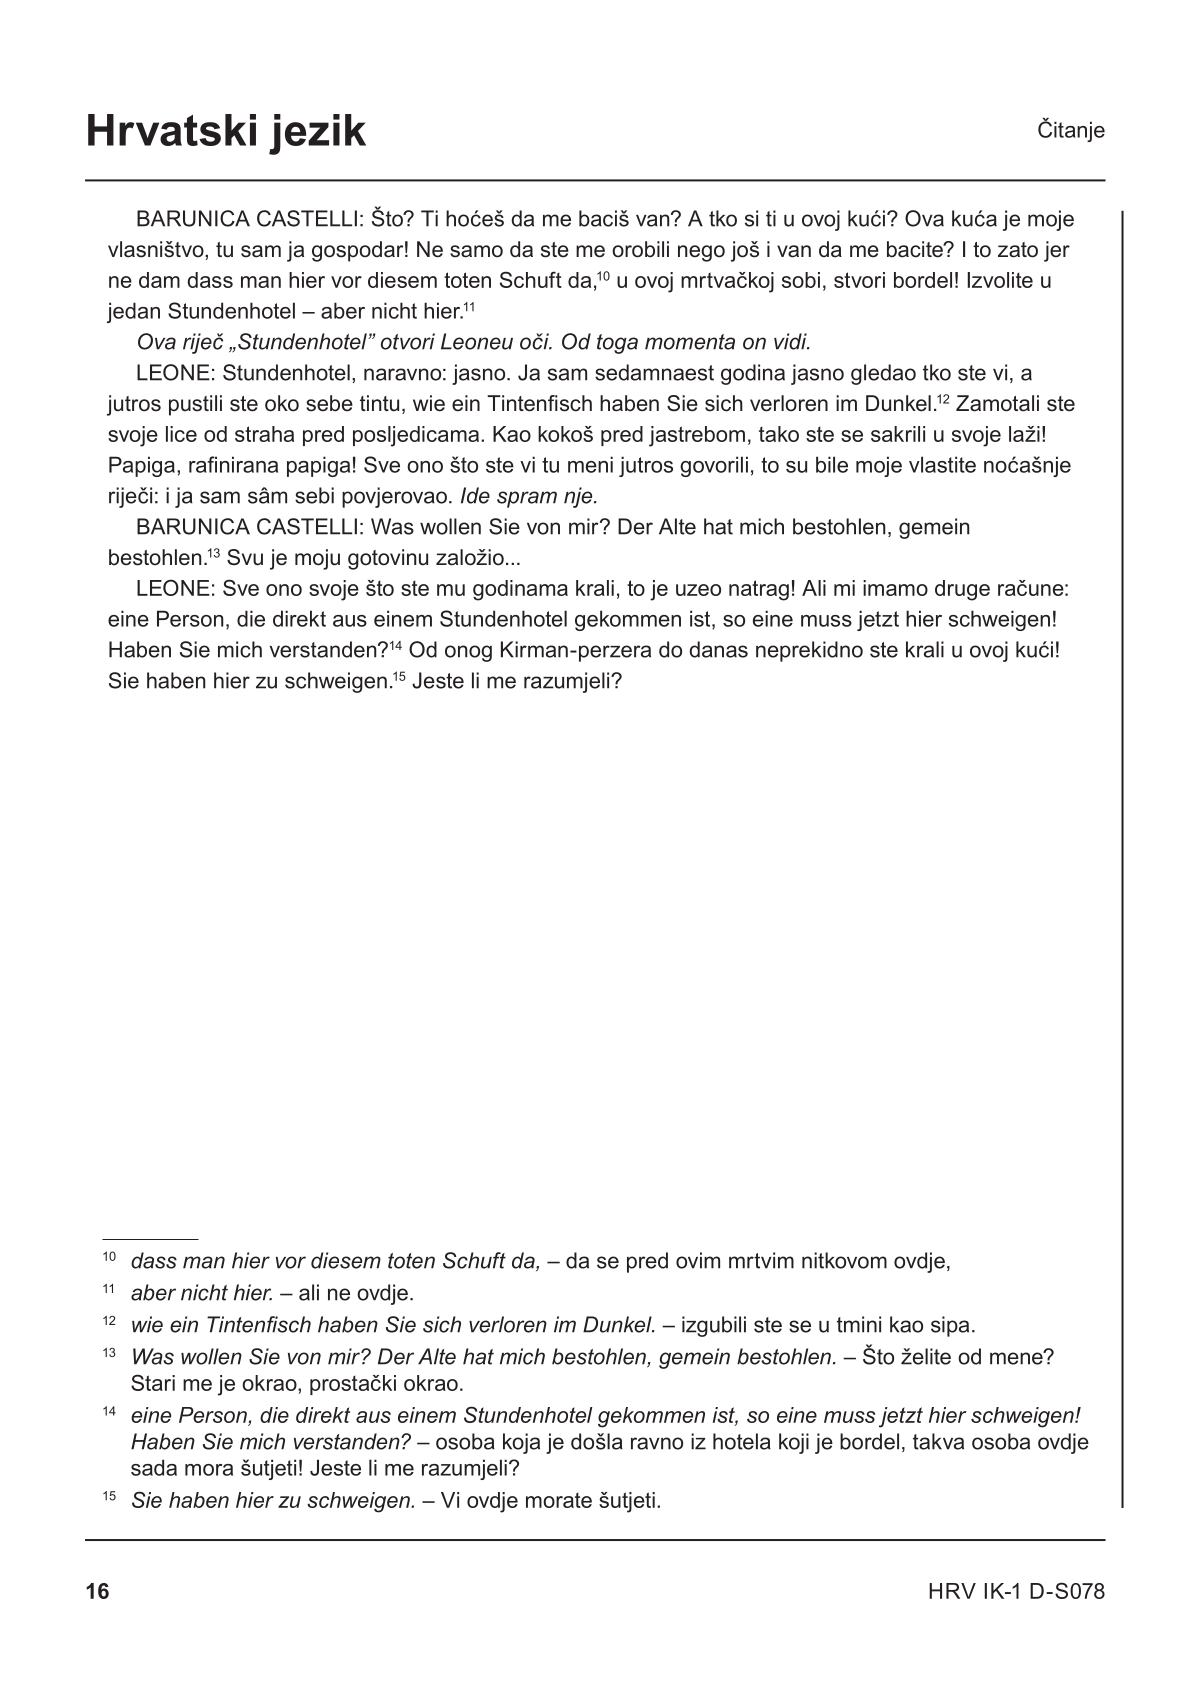 Hrvatski jezik
Čitanje
BARUNICA CASTELLI: Što? Ti hoćeš da me baciš van? A tko si ti u ovoj kući? Ova kuća je moje
vlasništvo, tu sam ja gospodar! Ne samo da ste me orobili nego još i van da me bacite? I to zato jer
ne dam dass man hier vor diesem toten Schuft da,10 u ovoj mrtvačkoj sobi, stvori bordel! Izvolite u
jedan Stundenhotel – aber nicht hier.11
Ova riječ „Stundenhotel” otvori Leoneu oči. Od toga momenta on vidi.
LEONE: Stundenhotel, naravno: jasno. Ja sam sedamnaest godina jasno gledao tko ste vi, a
jutros pustili ste oko sebe tintu, wie ein Tintenfisch haben Sie sich verloren im Dunkel.12 Zamotali ste
svoje lice od straha pred posljedicama. Kao kokoš pred jastrebom, tako ste se sakrili u svoje laži!
Papiga, rafinirana papiga! Sve ono što ste vi tu meni jutros govorili, to su bile moje vlastite noćašnje
riječi: i ja sam sâm sebi povjerovao. Ide spram nje.
BARUNICA CASTELLI: Was wollen Sie von mir? Der Alte hat mich bestohlen, gemein
bestohlen.13 Svu je moju gotovinu založio...
LEONE: Sve ono svoje što ste mu godinama krali, to je uzeo natrag! Ali mi imamo druge račune:
eine Person, die direkt aus einem Stundenhotel gekommen ist, so eine muss jetzt hier schweigen!
Haben Sie mich verstanden?14 Od onog Kirman-perzera do danas neprekidno ste krali u ovoj kući!
Sie haben hier zu schweigen.15 Jeste li me razumjeli?
10 dass man hier vor diesem toten Schuft da, – da se pred ovim mrtvim nitkovom ovdje,
11 aber nicht hier. – ali ne ovdje.
12 wie ein Tintenfisch haben Sie sich verloren im Dunkel. – izgubili ste se u tmini kao sipa.
13 Was wollen Sie von mir? Der Alte hat mich bestohlen, gemein bestohlen. – Što želite od mene?
Stari me je okrao, prostački okrao.
14 eine Person, die direkt aus einem Stundenhotel gekommen ist, so eine muss jetzt hier schweigen!
Haben Sie mich verstanden? – osoba koja je došla ravno iz hotela koji je bordel, takva osoba ovdje
sada mora šutjeti! Jeste li me razumjeli?
15 Sie haben hier zu schweigen. – Vi ovdje morate šutjeti.
16
HRV IK-1 D-S078